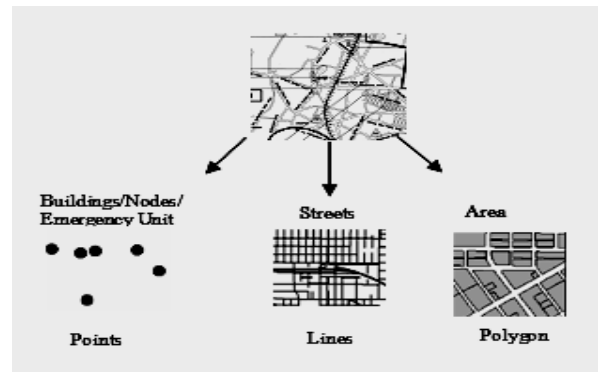 Buildings/Nodes/
Emergency Unit
Streets
Area
Points
Lines
Polygon